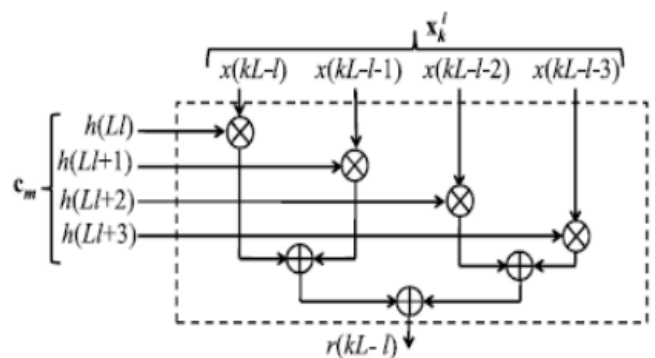 x_k^l
x(kL-l) x(kL-l-1) x(kL-l-2) x(kL-l-3)
c_m
h(Ll)
h(Ll+1)
h(Ll+2)
h(Ll+3)
r(kL- l)